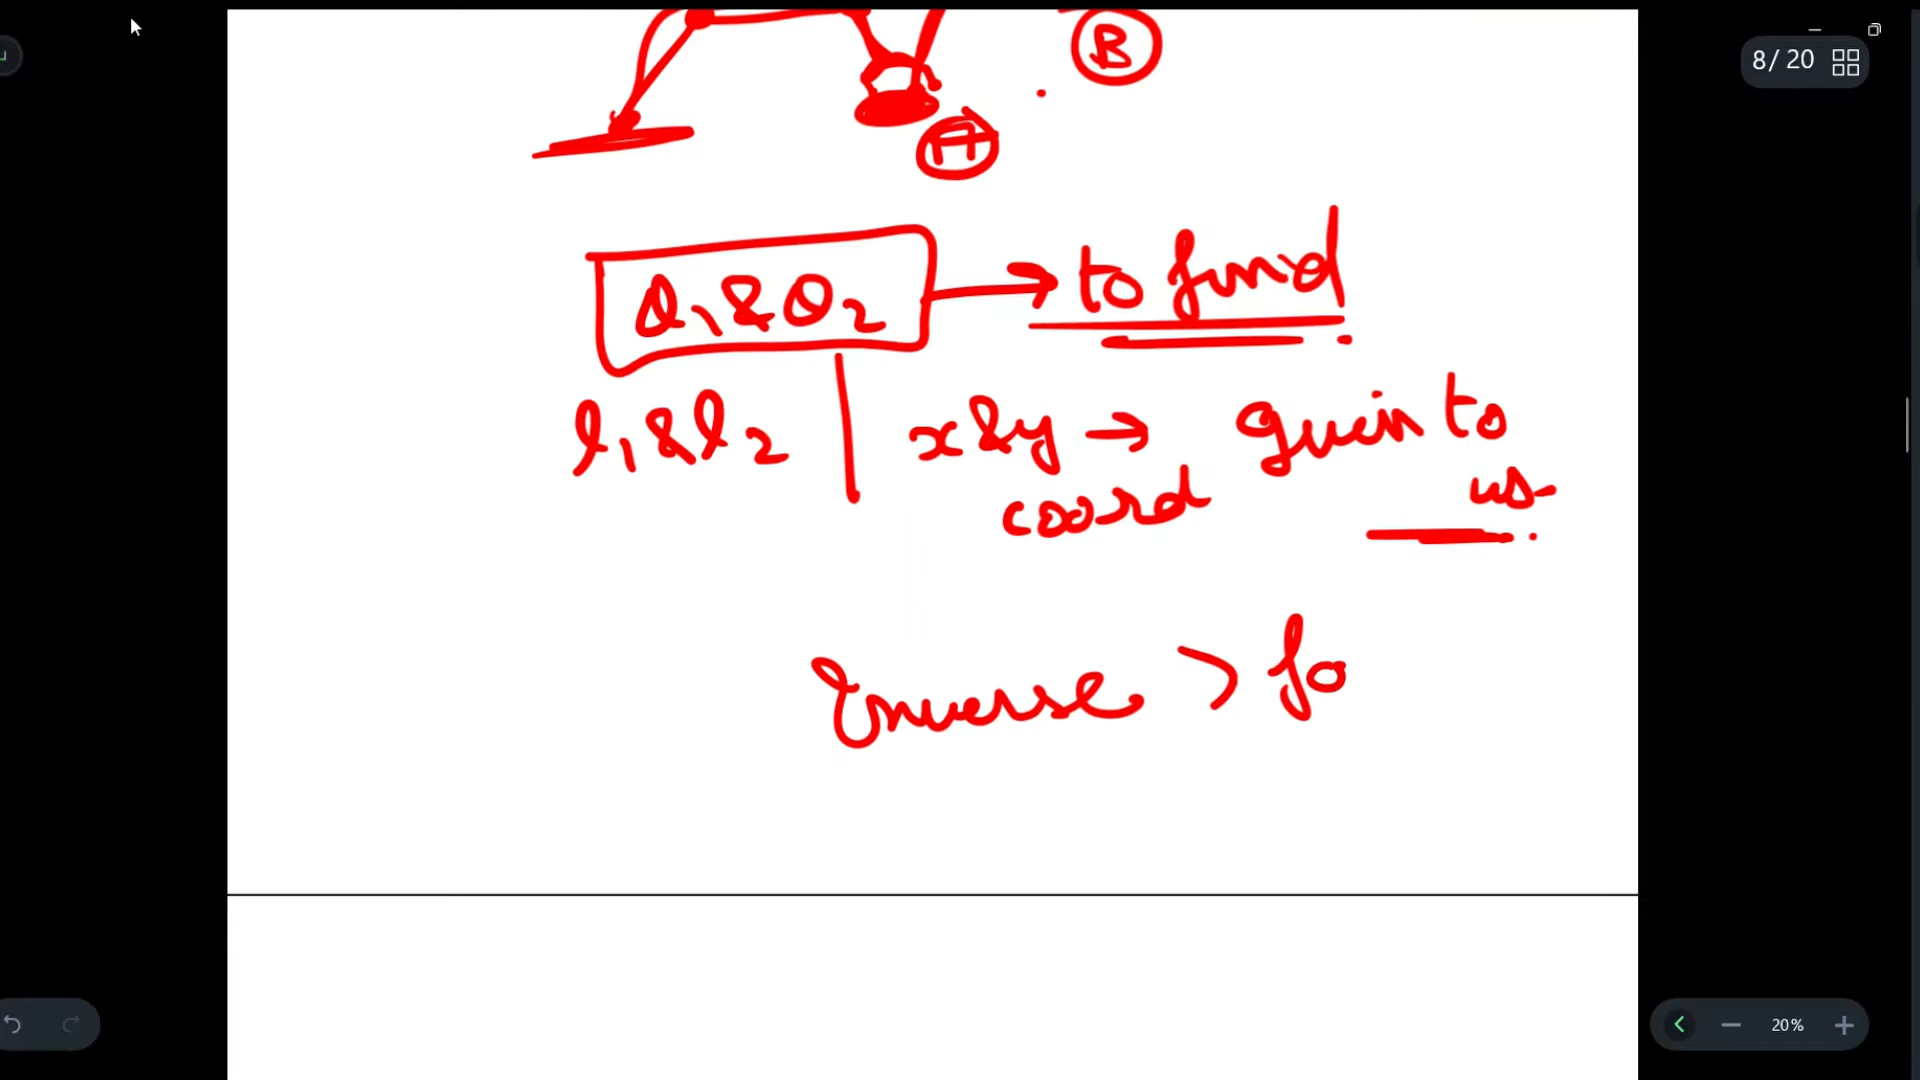 B
8/ 20
A
θ₁ & θ₂ → to find
l₁ & l₂ | x & y → given to
coord us.
Inverse > fo
20%